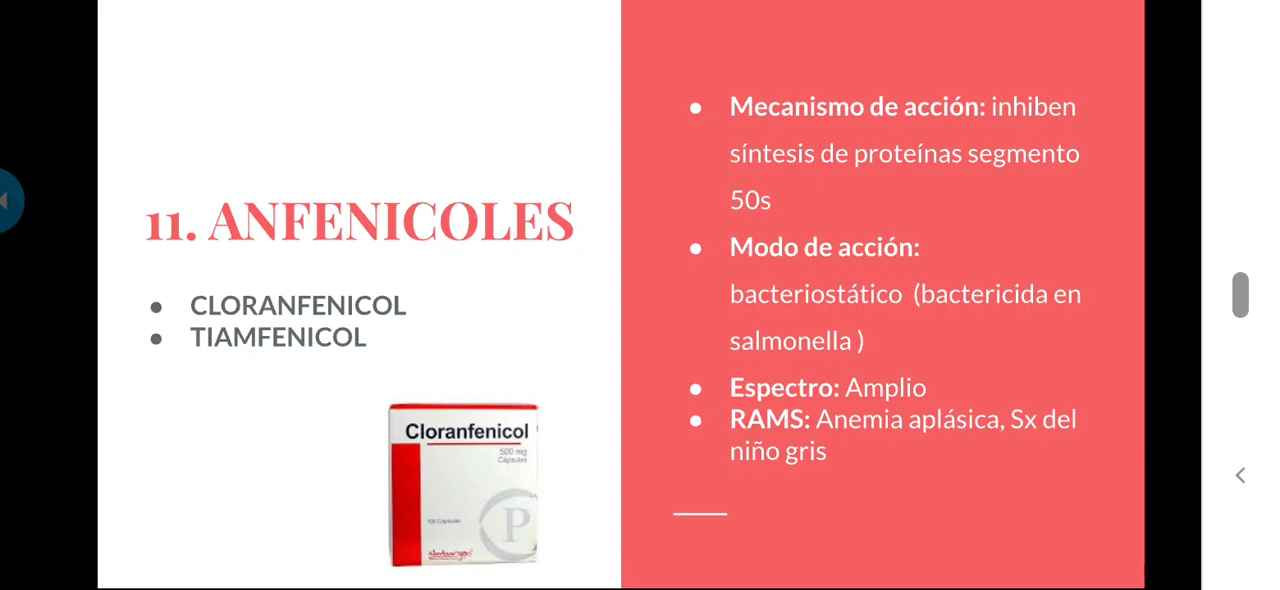 11. ANFENICOLES
● CLORANFENICOL
● TIAMFENICOL
Cloranfenicol
500 mg
Cápsulas
100 Cápsulas
P
● Mecanismo de acción: inhiben
síntesis de proteínas segmento
50s
● Modo de acción:
bacteriostático (bactericida en
salmonella )
● Espectro: Amplio
● RAMS: Anemia aplásica, Sx del
niño gris